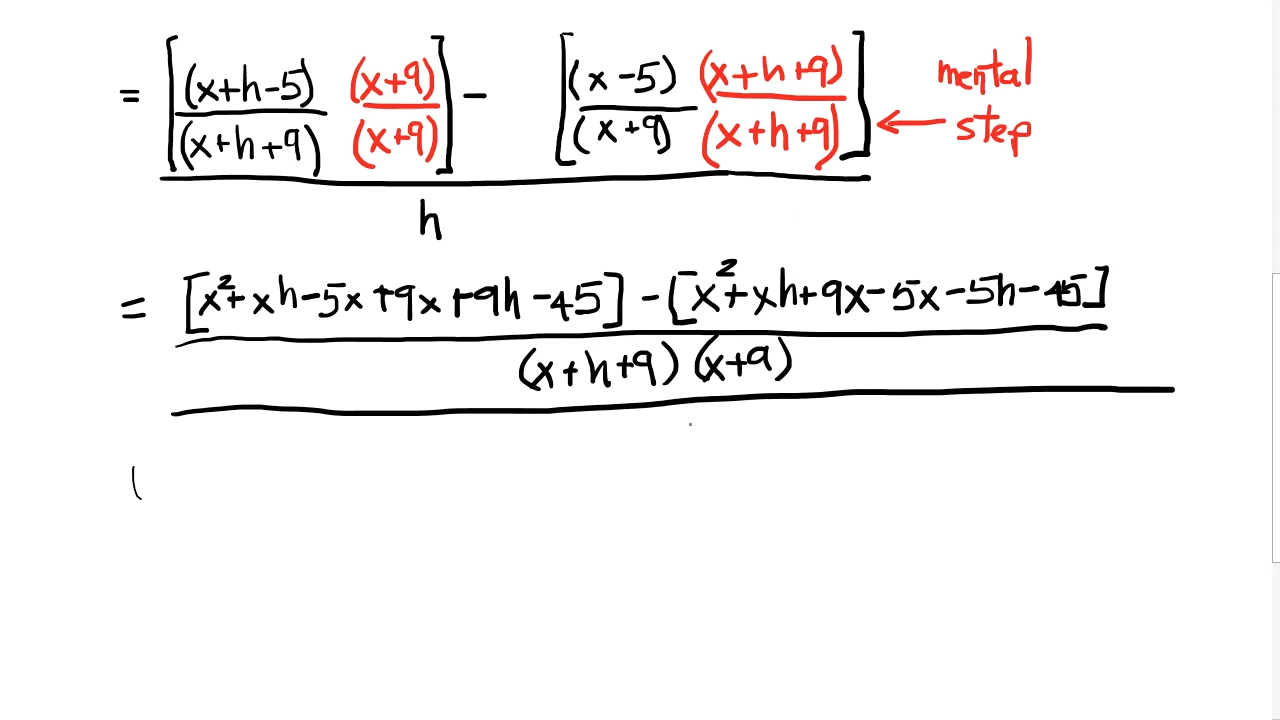 = [(x+h-5)/(x+h+9) (x+9)/(x+9)] - [(x-5)/(x+9) (x+h+9)/(x+h+9)] ← mental step
h
= [x²+xh-5x+9x+9h-45] - [x²+xh+9x-5x-5h-45]
(x+h+9)(x+9)
(